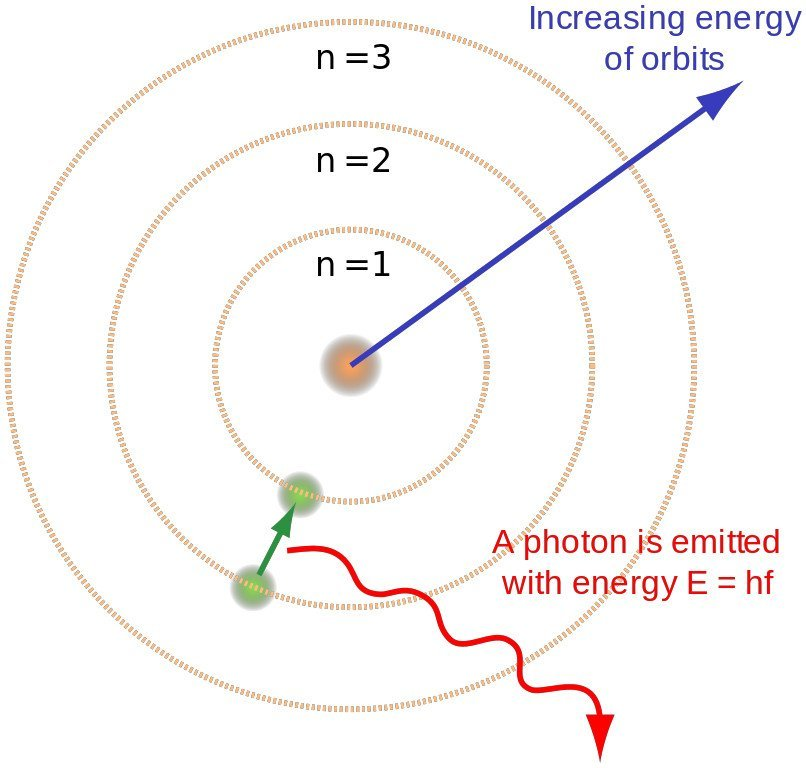 Increasing energy
of orbits
n =3
n =2
n =1
A photon is emitted
with energy E = hf